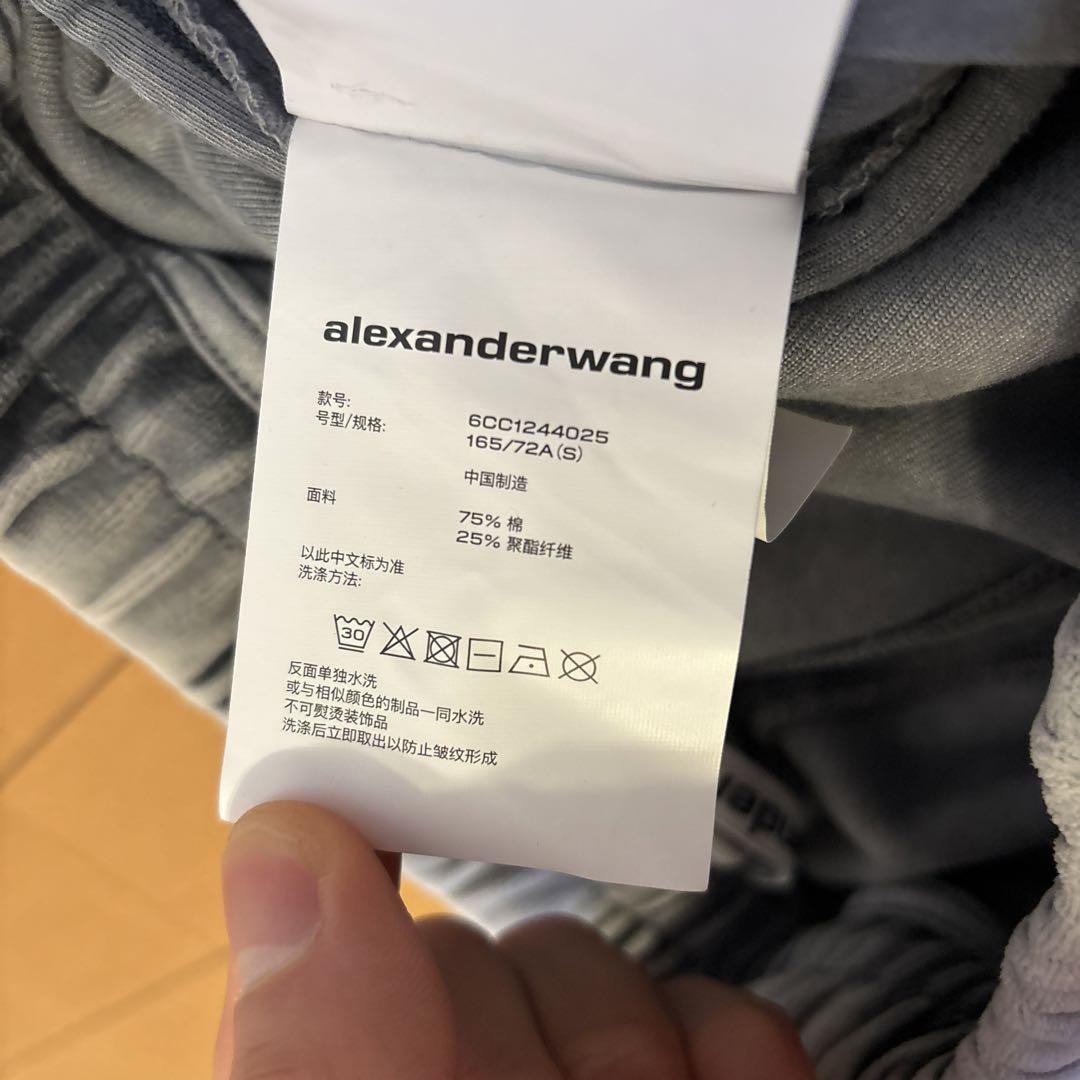 alexanderwang
款号:
号型/规格:
6CC1244025
165/72A(S)
中国制造
面料
75% 棉
25% 聚酯纤维
以此中文标为准
洗涤方法:
30
反面单独水洗
或与相似颜色的制品一同水洗
不可熨烫装饰品
洗涤后立即取出以防止皱纹形成